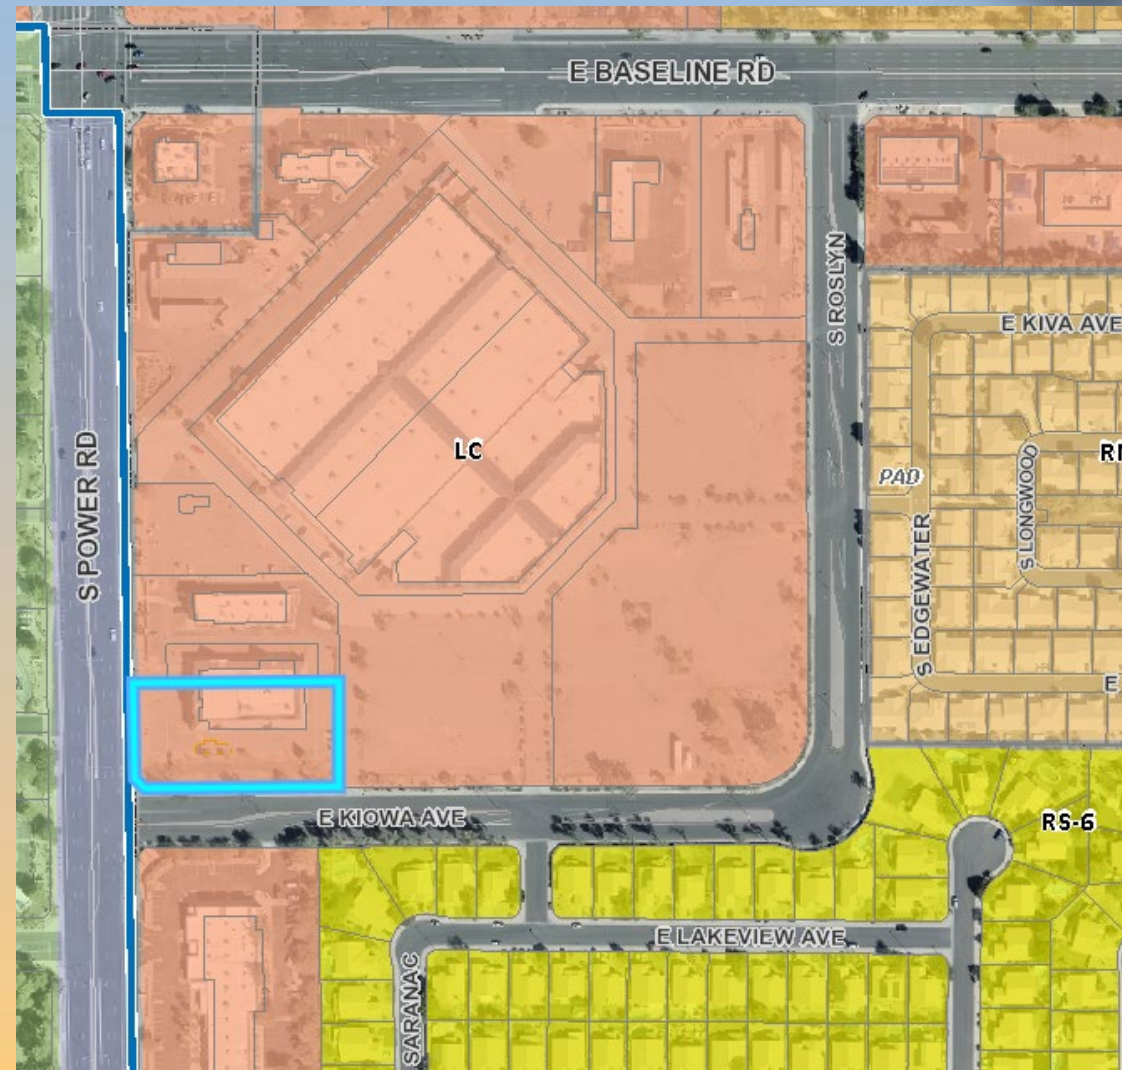 E BASELINE RD
S ROSLYN
E KIVA AVE
LC
S POWER RD
PAD
S LONGWOOD
S EDGEWATER
E
E KIOWA AVE
RS-6
E LAKEVIEW AVE
SARANAC